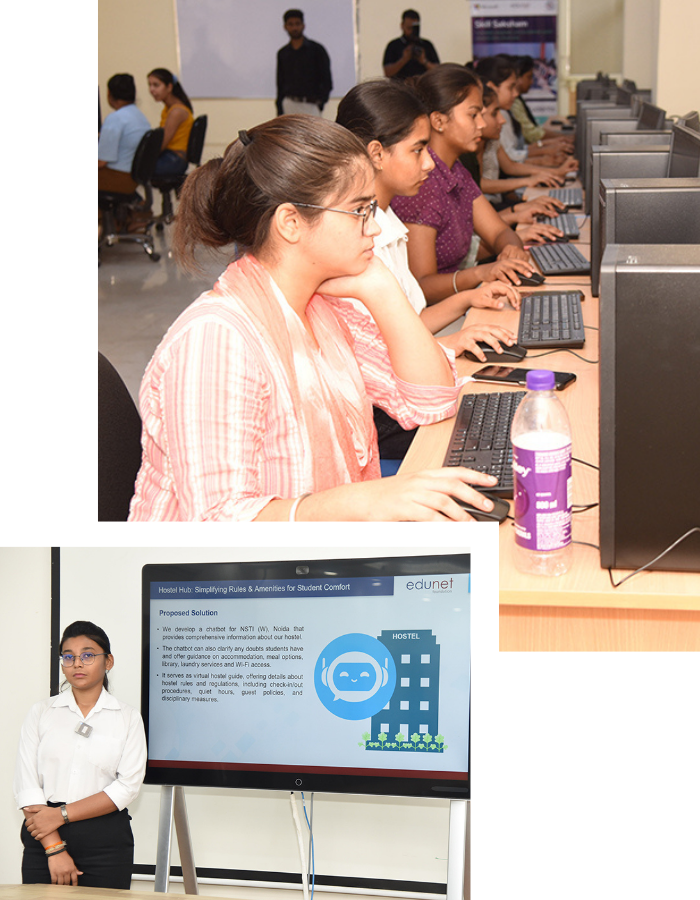 Skill Saksham
800 ml
Hostel Hub: Simplifying Rules & Amenities for Student Comfort
edunet
foundation
Proposed Solution
• We develop a chatbot for NSTI (W), Noida that
provides comprehensive information about our hostel.
• The chatbot can also clarify any doubts students have
and offer guidance on accommodation, meal options,
library, laundry services and Wi-Fi access.
• It serves as virtual hostel guide, offering details about
hostel rules and regulations, including check-in/out
procedures, quiet hours, guest policies, and
disciplinary measures.
HOSTEL